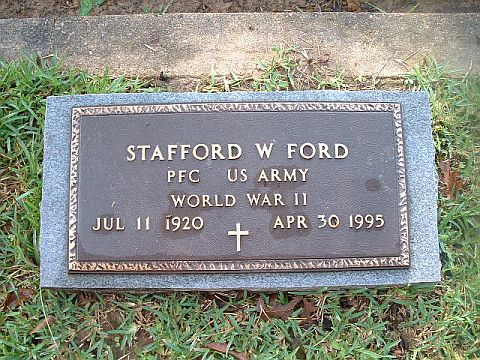 STAFFORD W FORD
PFC US ARMY
WORLD WAR II
JUL 11 1920 APR 30 1995